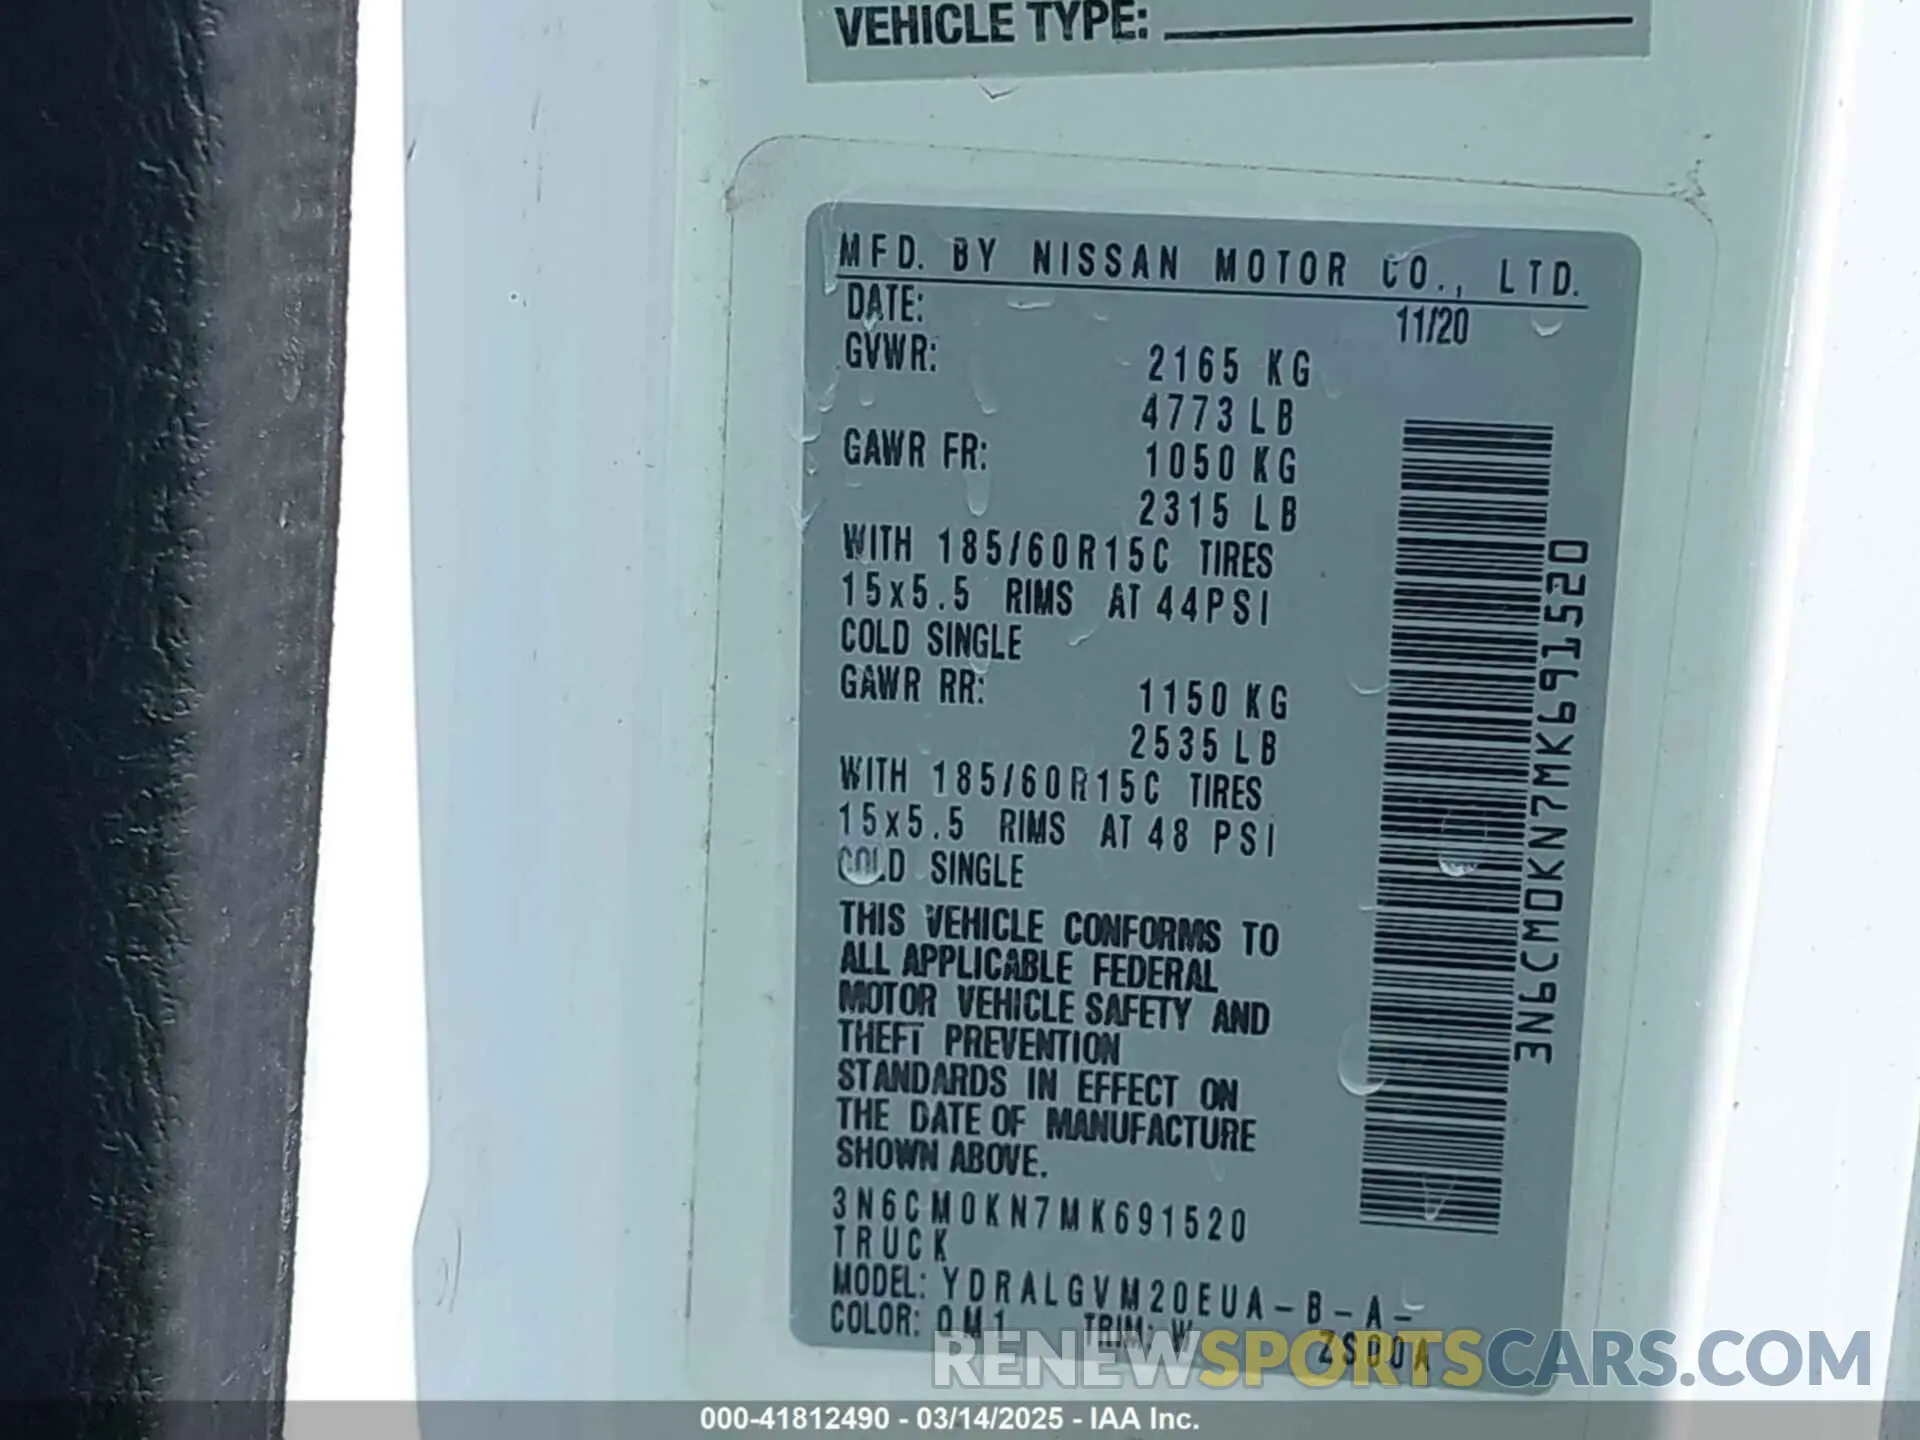 VEHICLE TYPE:
MFD. BY NISSAN MOTOR CO., LTD.
DATE: 11/20
GVWR: 2165 KG
4773 LB
GAWR FR: 1050 KG
2315 LB
WITH 185/60R15C TIRES
15x5.5 RIMS AT 44PSI
COLD SINGLE
GAWR RR: 1150 KG
2535 LB
WITH 185/60R15C TIRES
15x5.5 RIMS AT 48 PSI
COLD SINGLE
THIS VEHICLE CONFORMS TO
ALL APPLICABLE FEDERAL
MOTOR VEHICLE SAFETY AND
THEFT PREVENTION
STANDARDS IN EFFECT ON
THE DATE OF MANUFACTURE
SHOWN ABOVE.
3N6CM0KN7MK691520
TRUCK
MODEL: YDRALGVM20EUA-B-A-
COLOR: QM1 TRIM: W ZS00A
3N6CM0KN7MK691520
RENEWSPORTSCARS.COM
000-41812490 - 03/14/2025 - IAA Inc.